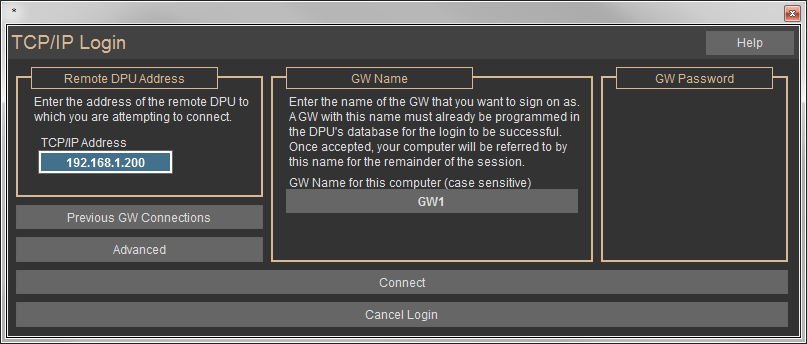 *
TCP/IP Login
Help
Remote DPU Address
Enter the address of the remote DPU to
which you are attempting to connect.
TCP/IP Address
192.168.1.200
Previous GW Connections
Advanced
GW Name
Enter the name of the GW that you want to sign on as.
A GW with this name must already be programmed in
the DPU's database for the login to be successful.
Once accepted, your computer will be referred to by
this name for the remainder of the session.
GW Name for this computer (case sensitive)
GW1
GW Password
Connect
Cancel Login